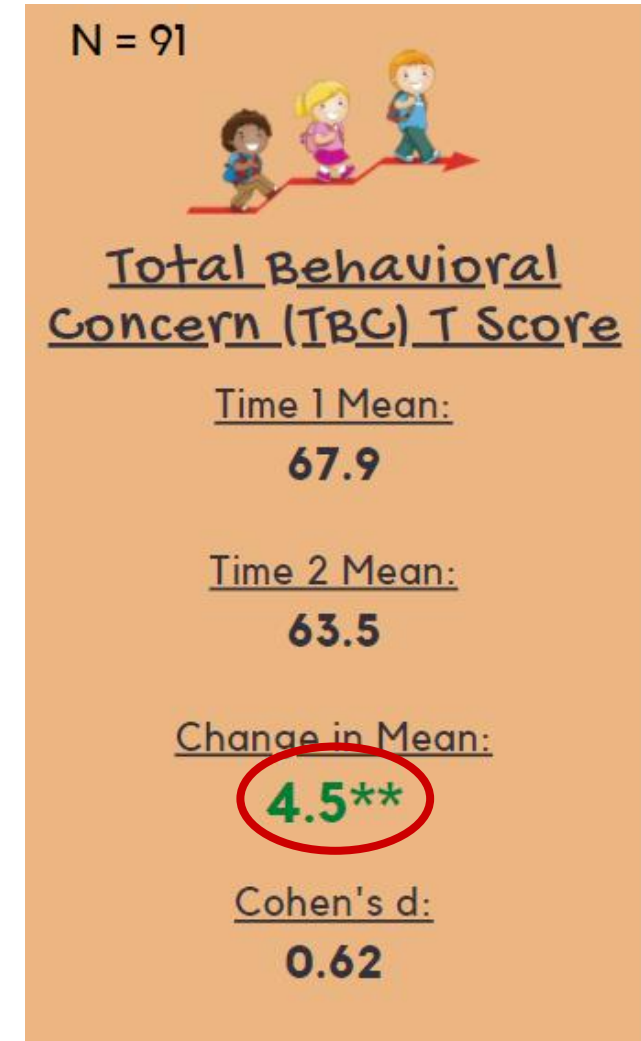 N = 91
Total Behavioral
Concern (TBC) T Score
Time 1 Mean:
67.9
Time 2 Mean:
63.5
Change in Mean:
4.5**
Cohen's d:
0.62